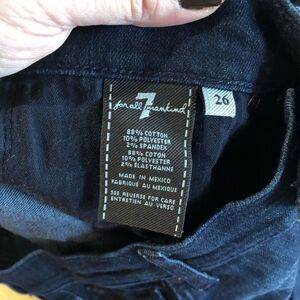 7
for all mankind
26
88% COTTON
10% POLYESTER
2% SPANDEX
88% COTON
10% POLYESTER
2% ELASTHANNE
MADE IN MEXICO
FABRIQUÉ AU MEXIQUE
SEE REVERSE FOR CARE
ENTRETIEN AU VERSO